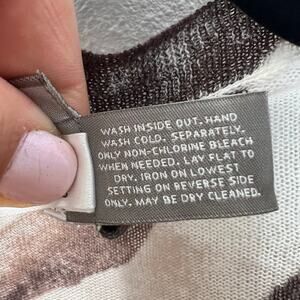 WASH INSIDE OUT. HAND
WASH COLD. SEPARATELY.
ONLY NON-CHLORINE BLEACH
WHEN NEEDED. LAY FLAT TO
DRY. IRON ON LOWEST
SETTING ON REVERSE SIDE
ONLY. MAY BE DRY CLEANED.